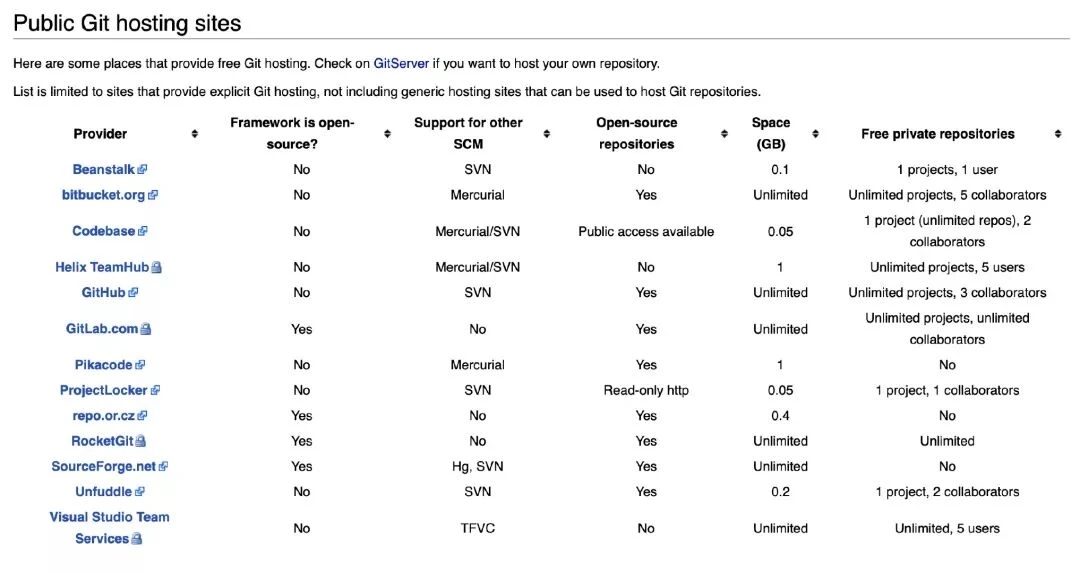 Public Git hosting sites
Here are some places that provide free Git hosting. Check on GitServer if you want to host your own repository.
List is limited to sites that provide explicit Git hosting, not including generic hosting sites that can be used to host Git repositories.
Provider Framework is open-source? Support for other SCM Open-source repositories Space (GB) Free private repositories
Beanstalk No SVN No 0.1 1 projects, 1 user
bitbucket.org No Mercurial Yes Unlimited Unlimited projects, 5 collaborators
Codebase No Mercurial/SVN Public access available 0.05 1 project (unlimited repos), 2 collaborators
Helix TeamHub No Mercurial/SVN No 1 Unlimited projects, 5 users
GitHub No SVN Yes Unlimited Unlimited projects, 3 collaborators
GitLab.com Yes No Yes Unlimited Unlimited projects, unlimited collaborators
Pikacode No Mercurial Yes 1 No
ProjectLocker No SVN Read-only http 0.05 1 project, 1 collaborators
repo.or.cz Yes No Yes 0.4 No
RocketGit Yes No Yes Unlimited Unlimited
SourceForge.net Yes Hg, SVN Yes Unlimited No
Unfuddle No SVN Yes 0.2 1 project, 2 collaborators
Visual Studio Team Services No TFVC No Unlimited Unlimited, 5 users